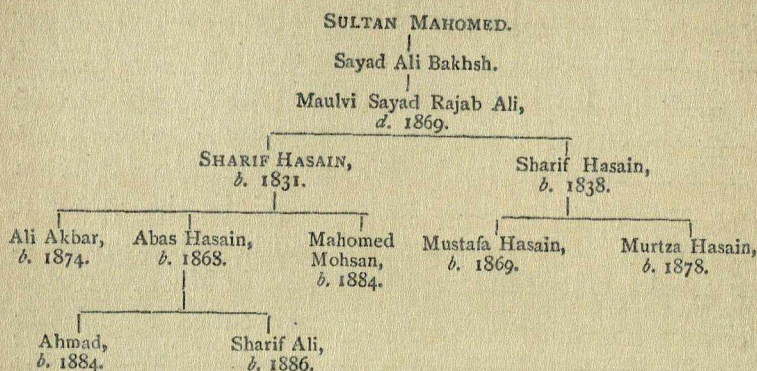 SULTAN MAHOMED.
Sayad Ali Bakhsh.
Maulvi Sayad Rajab Ali,
d. 1869.
SHARIF HASAIN,
b. 1831.
Sharif Hasain,
b. 1838.
Ali Akbar,
b. 1874.
Abas Hasain,
b. 1868.
Mahomed
Mohsan,
b. 1884.
Mustafa Hasain,
b. 1869.
Murtza Hasain,
b. 1878.
Ahmad,
b. 1884.
Sharif Ali,
b. 1886.